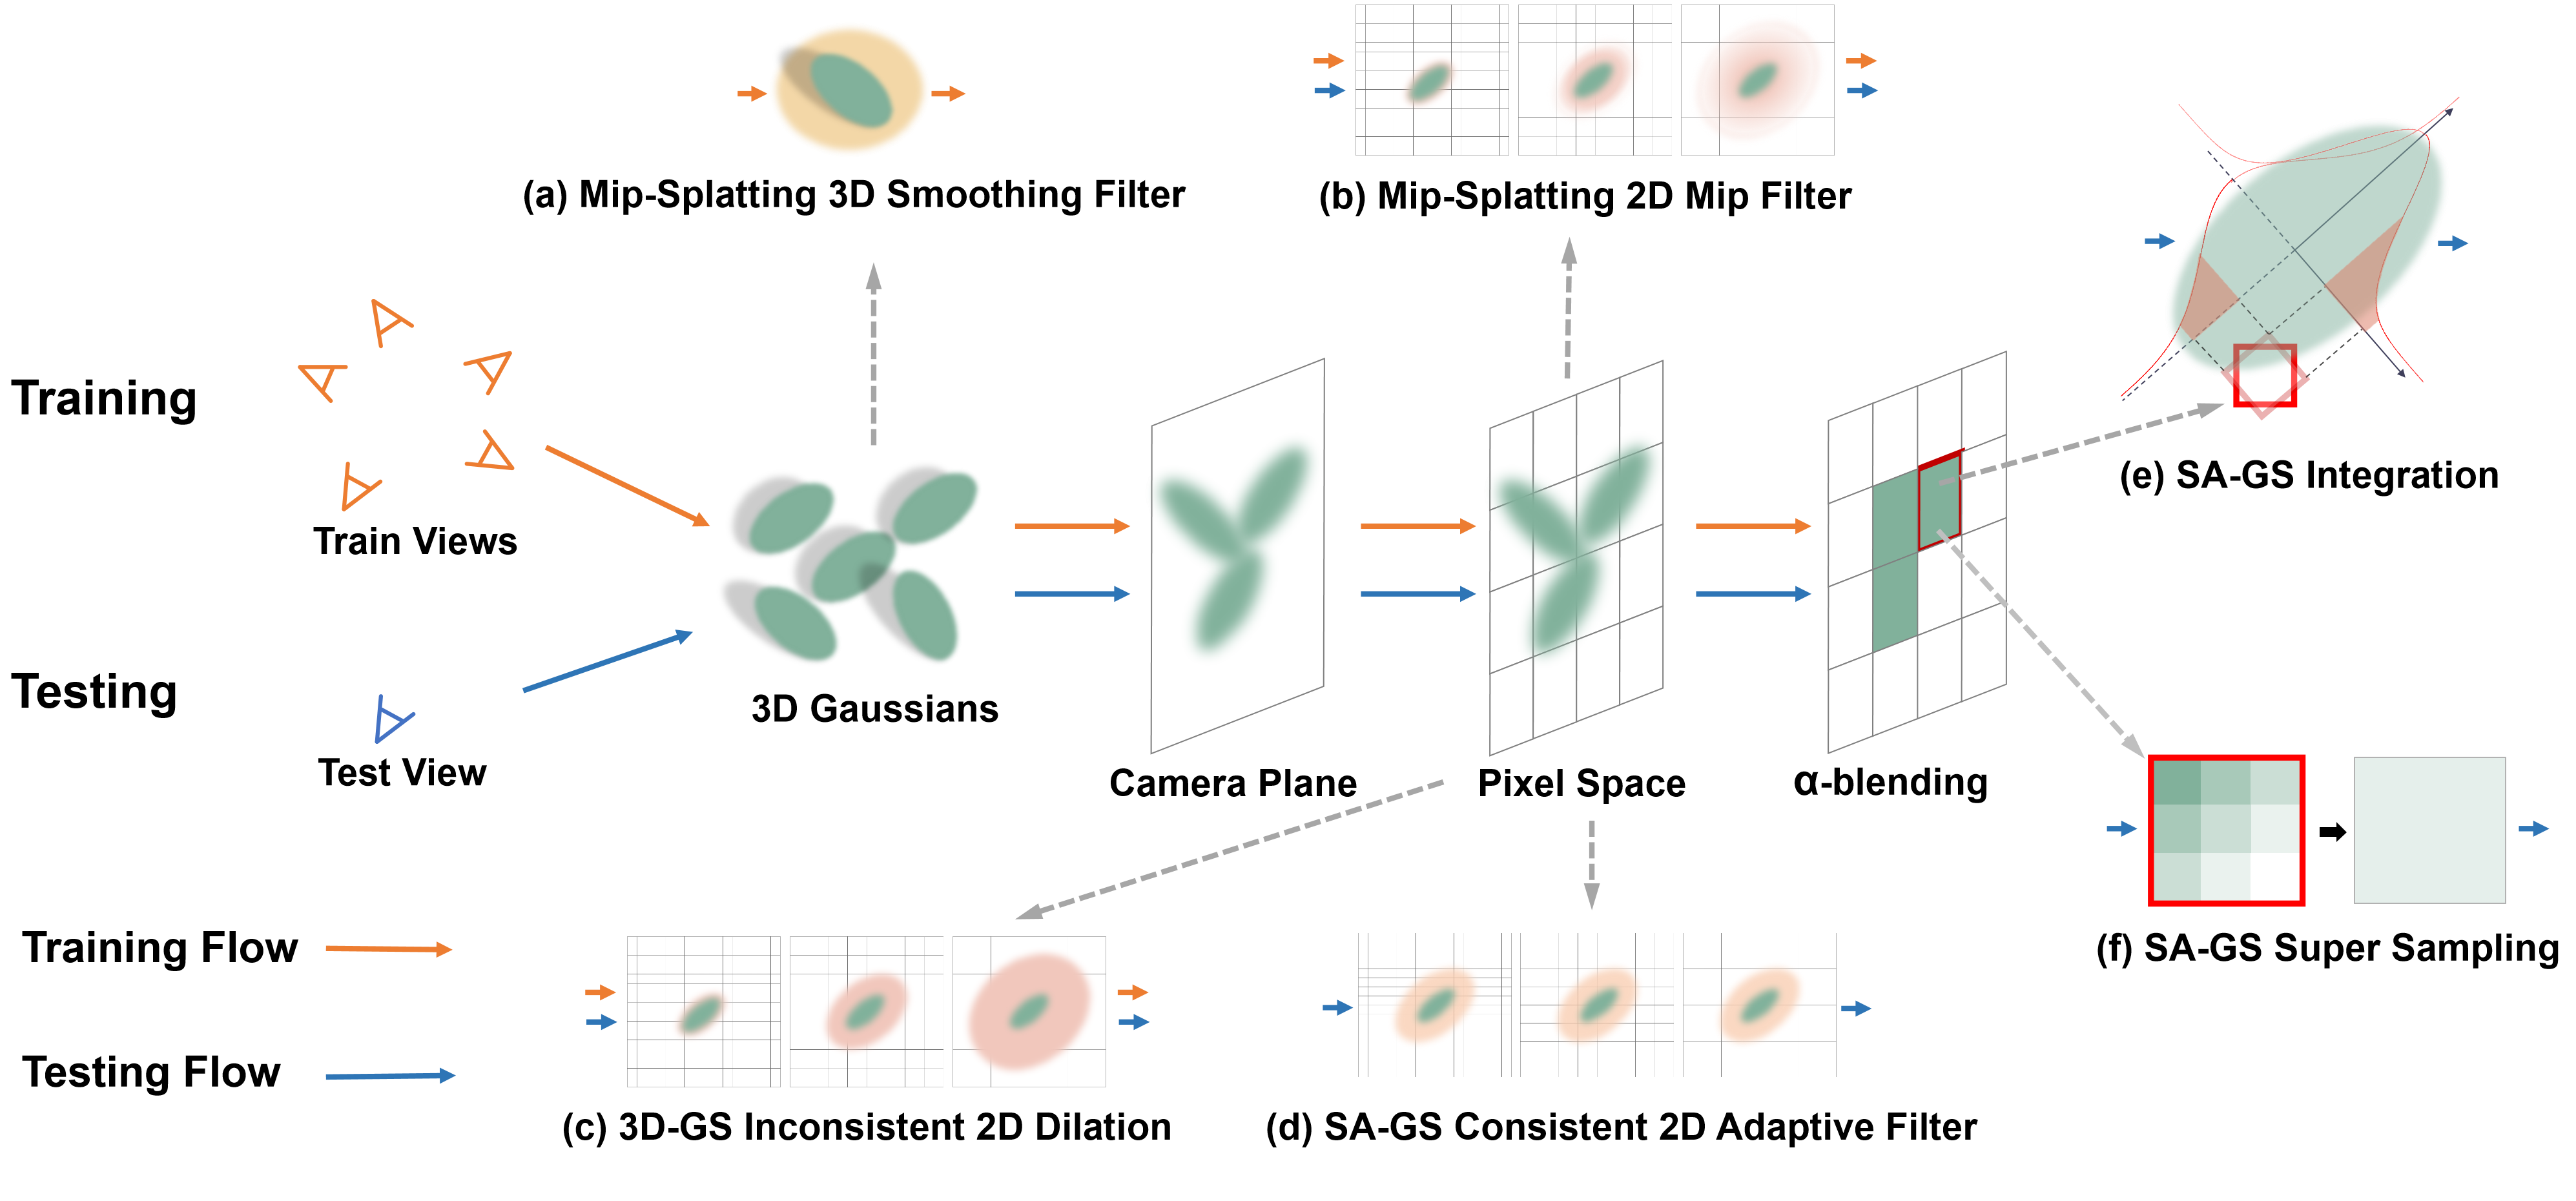 (a) Mip-Splatting 3D Smoothing Filter
(b) Mip-Splatting 2D Mip Filter
Training
Train Views
(e) SA-GS Integration
Testing
Test View
3D Gaussians
Camera Plane
Pixel Space
α-blending
Training Flow
Testing Flow
(f) SA-GS Super Sampling
(c) 3D-GS Inconsistent 2D Dilation
(d) SA-GS Consistent 2D Adaptive Filter